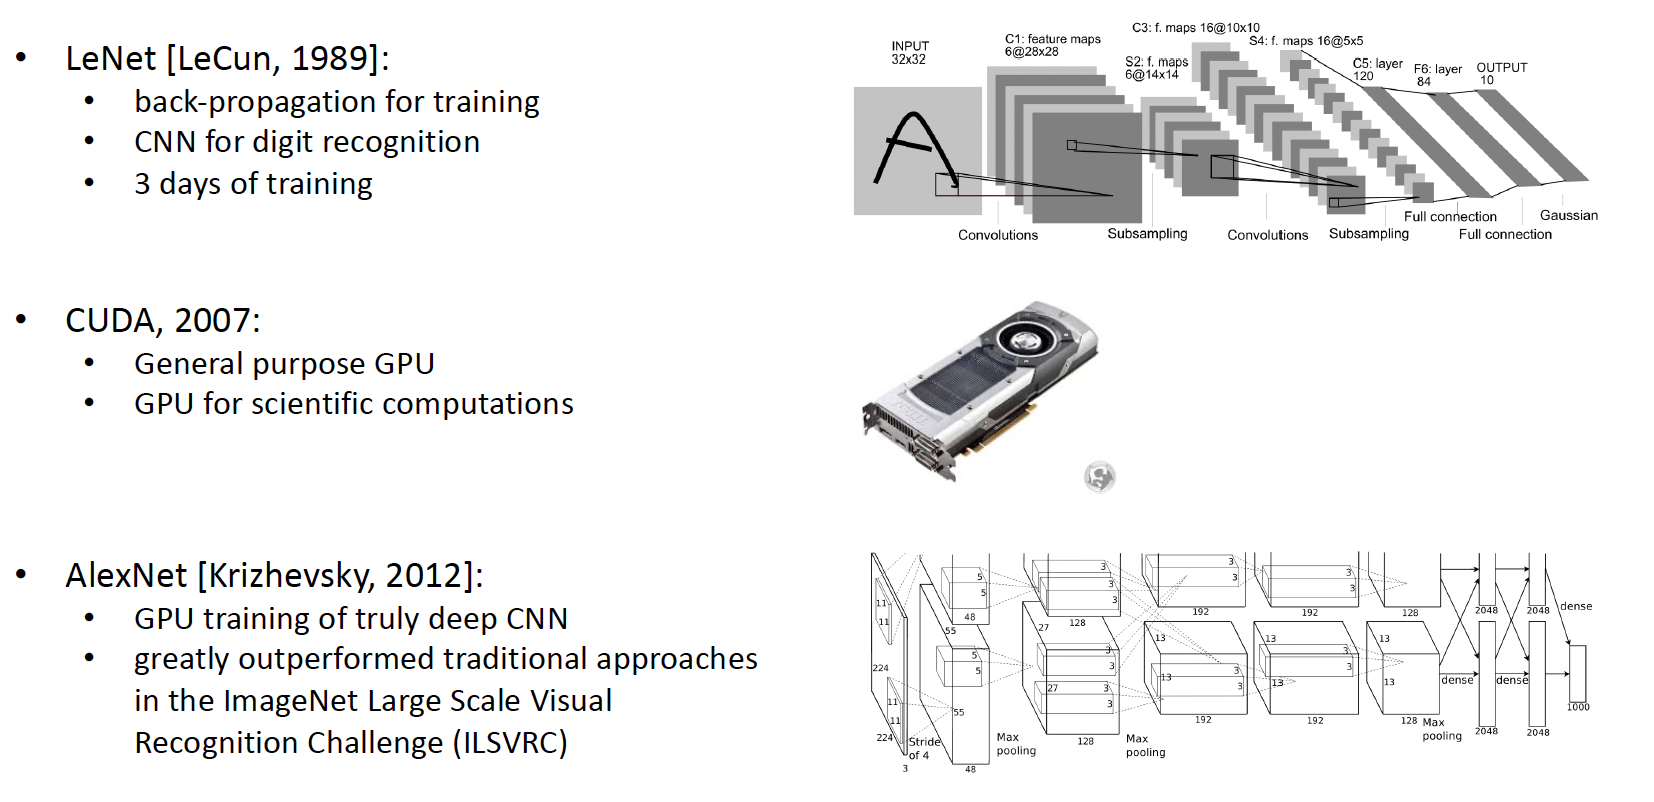 • LeNet [LeCun, 1989]:
• back-propagation for training
• CNN for digit recognition
• 3 days of training
INPUT
32x32
C1: feature maps
6@28x28
S2: f. maps
6@14x14
C3: f. maps 16@10x10
S4: f. maps 16@5x5
C5: layer
120
F6: layer
84
OUTPUT
10
Convolutions
Subsampling
Convolutions
Subsampling
Full connection
Full connection
Gaussian
• CUDA, 2007:
• General purpose GPU
• GPU for scientific computations
• AlexNet [Krizhevsky, 2012]:
• GPU training of truly deep CNN
• greatly outperformed traditional approaches
in the ImageNet Large Scale Visual
Recognition Challenge (ILSVRC)
11
11
224
11
11
224
3
Stride
of 4
5
5
48
55
5
5
55
48
Max
pooling
3
3
3
128
27
3
3
27
3
3
128
Max
pooling
3
3
192
13
3
3
13
192
3
3
192
13
3
3
13
192
128
13
13
128
Max
pooling
2048
2048
dense
dense
dense
2048
2048
1000